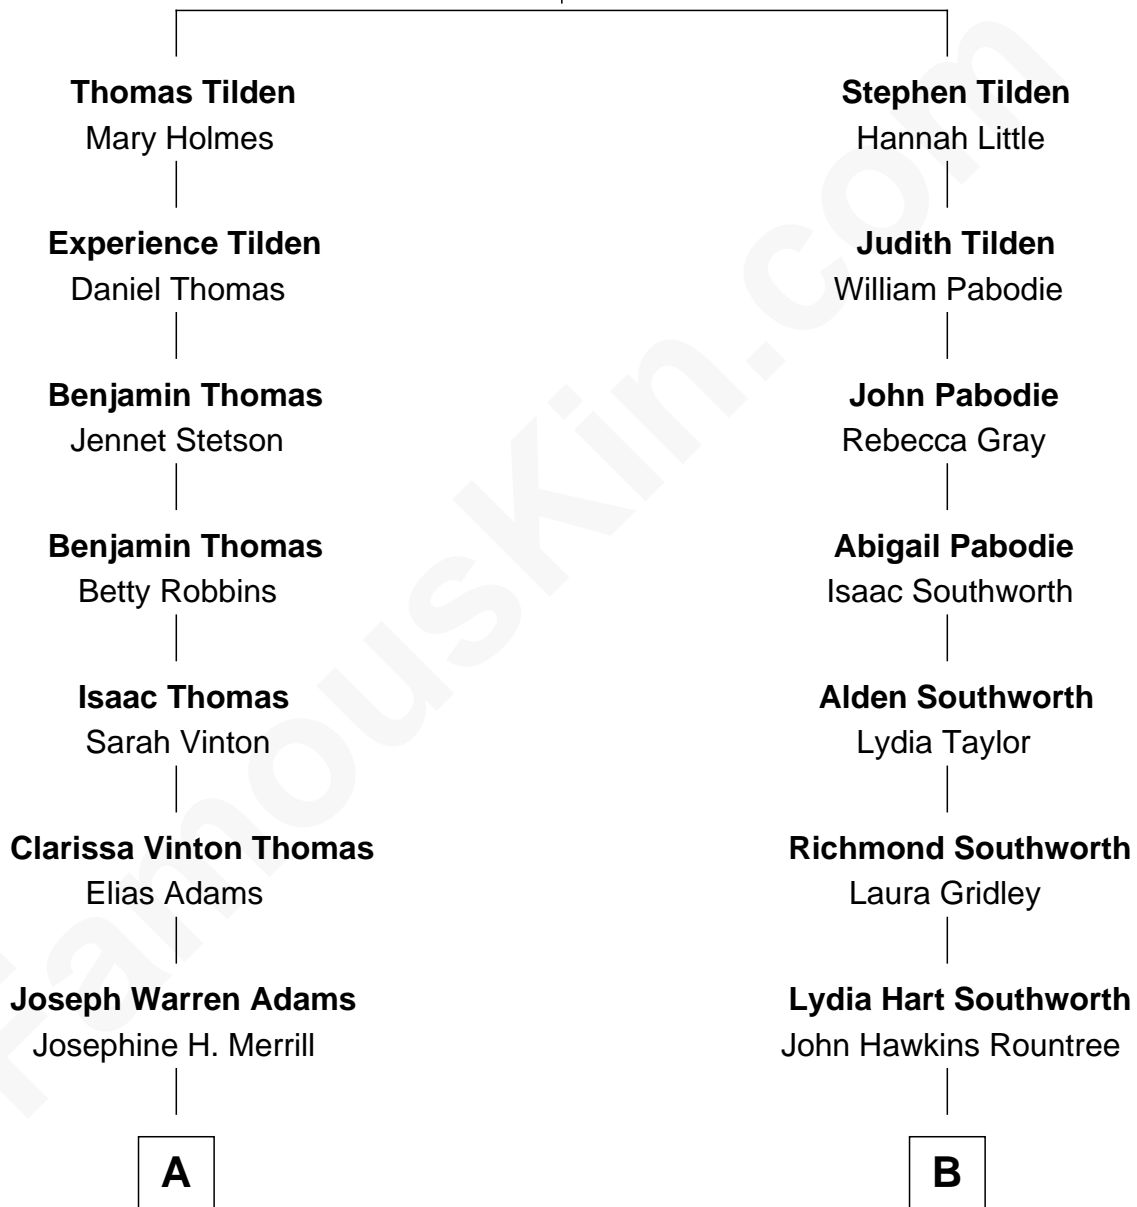 Thomas Tilden
Mary Holmes
Experience Tilden
Daniel Thomas
Benjamin Thomas
Jennet Stetson
Benjamin Thomas
Betty Robbins
Isaac Thomas
Sarah Vinton
Clarissa Vinton Thomas
Elias Adams
Joseph Warren Adams
Josephine H. Merrill
A
Stephen Tilden
Hannah Little
Judith Tilden
William Pabodie
John Pabodie
Rebecca Gray
Abigail Pabodie
Isaac Southworth
Alden Southworth
Lydia Taylor
Richmond Southworth
Laura Gridley
Lydia Hart Southworth
John Hawkins Rountree
B
FamousKin.com